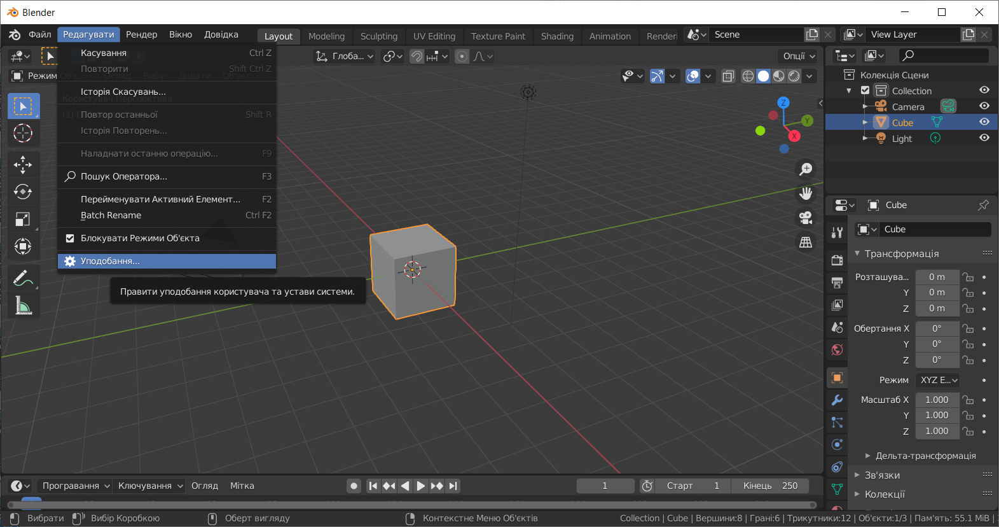 Blender
Файл Редагувати Рендер Вікно Довідка Layout Modeling Sculpting UV Editing Texture Paint Shading Animation Renderi Scene View Layer
Касування Ctrl Z
Повторити Shift Ctrl Z
Історія Скасувань...
Повтор останньої Shift R
Історія Повторень...
Наладнати останню операцію... F9
Пошук Оператора... F3
Перейменувати Активний Елемент... F2
Batch Rename Ctrl F2
Блокувати Режими Об'єкта
Уподобання...
Правити уподобання користувача та устави системи.
Глоба... Опції
Режим
Z
Y
X
Колекція Сцени
Collection
Camera
Cube
Light
Cube
Cube
Трансформація
Розташува... 0 m
Y 0 m
Z 0 m
Обертання X 0°
Y 0°
Z 0°
Режим XYZ E...
Масштаб X 1.000
Y 1.000
Z 1.000
Дельта-трансформація
Зв'язки
Колекції
Програвання Ключування Огляд Мітка 1 Старт 1 Кінець 250
Вибрати Вибір Коробкою Оберт вигляду Контекстне Меню Об'єктів Collection | Cube | Вершини:8 | Грані:6 | Трикутники:12 | Об'єкти:1/3 | Пам'ять: 55.1 MiB |